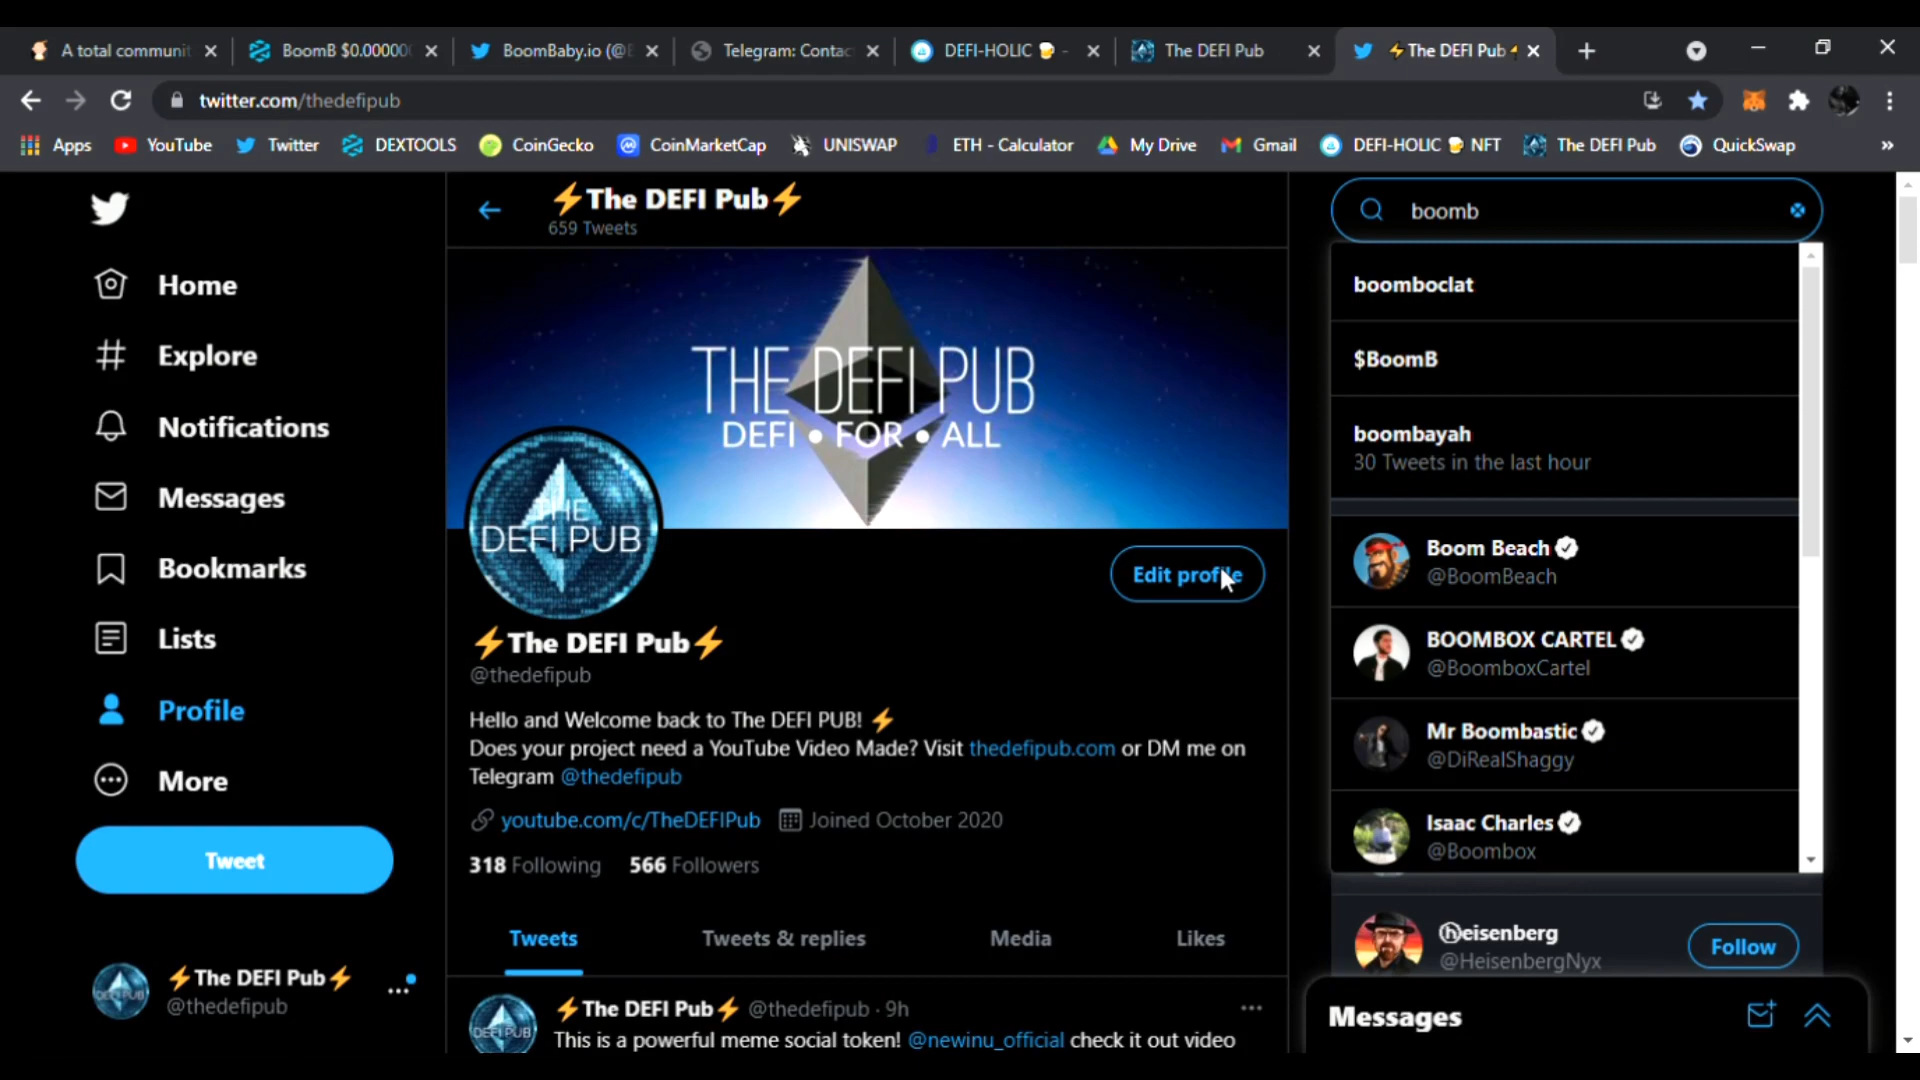 A total communit
BoomB $0.00000
BoomBaby.io (@
Telegram: Contac
DEFI-HOLIC 🍺 -
The DEFI Pub
⚡The DEFI Pub⚡
twitter.com/thedefipub
Apps
YouTube
Twitter
DEXTOOLS
CoinGecko
CoinMarketCap
UNISWAP
ETH - Calculator
My Drive
Gmail
DEFI-HOLIC 🍺 NFT
The DEFI Pub
QuickSwap
»
Home
Explore
Notifications
Messages
Bookmarks
Lists
Profile
More
Tweet
⚡The DEFI Pub⚡
@thedefipub
⚡The DEFI Pub⚡
659 Tweets
THE DEFI PUB
DEFI • FOR • ALL
THE
DEFI PUB
Edit profile
⚡The DEFI Pub⚡
@thedefipub
Hello and Welcome back to The DEFI PUB! ⚡
Does your project need a YouTube Video Made? Visit thedefipub.com or DM me on
Telegram @thedefipub
youtube.com/c/TheDEFIPub Joined October 2020
318 Following 566 Followers
Tweets
Tweets & replies
Media
Likes
DEFI PUB
⚡The DEFI Pub⚡ @thedefipub · 9h
This is a powerful meme social token! @newinu_official check it out video
boomb
boomboclat
$BoomB
boombayah
30 Tweets in the last hour
Boom Beach
@BoomBeach
BOOMBOX CARTEL
@BoomboxCartel
Mr Boombastic
@DiRealShaggy
Isaac Charles
@Boombox
ⓗeisenberg
@HeisenbergNyx
Follow
Messages